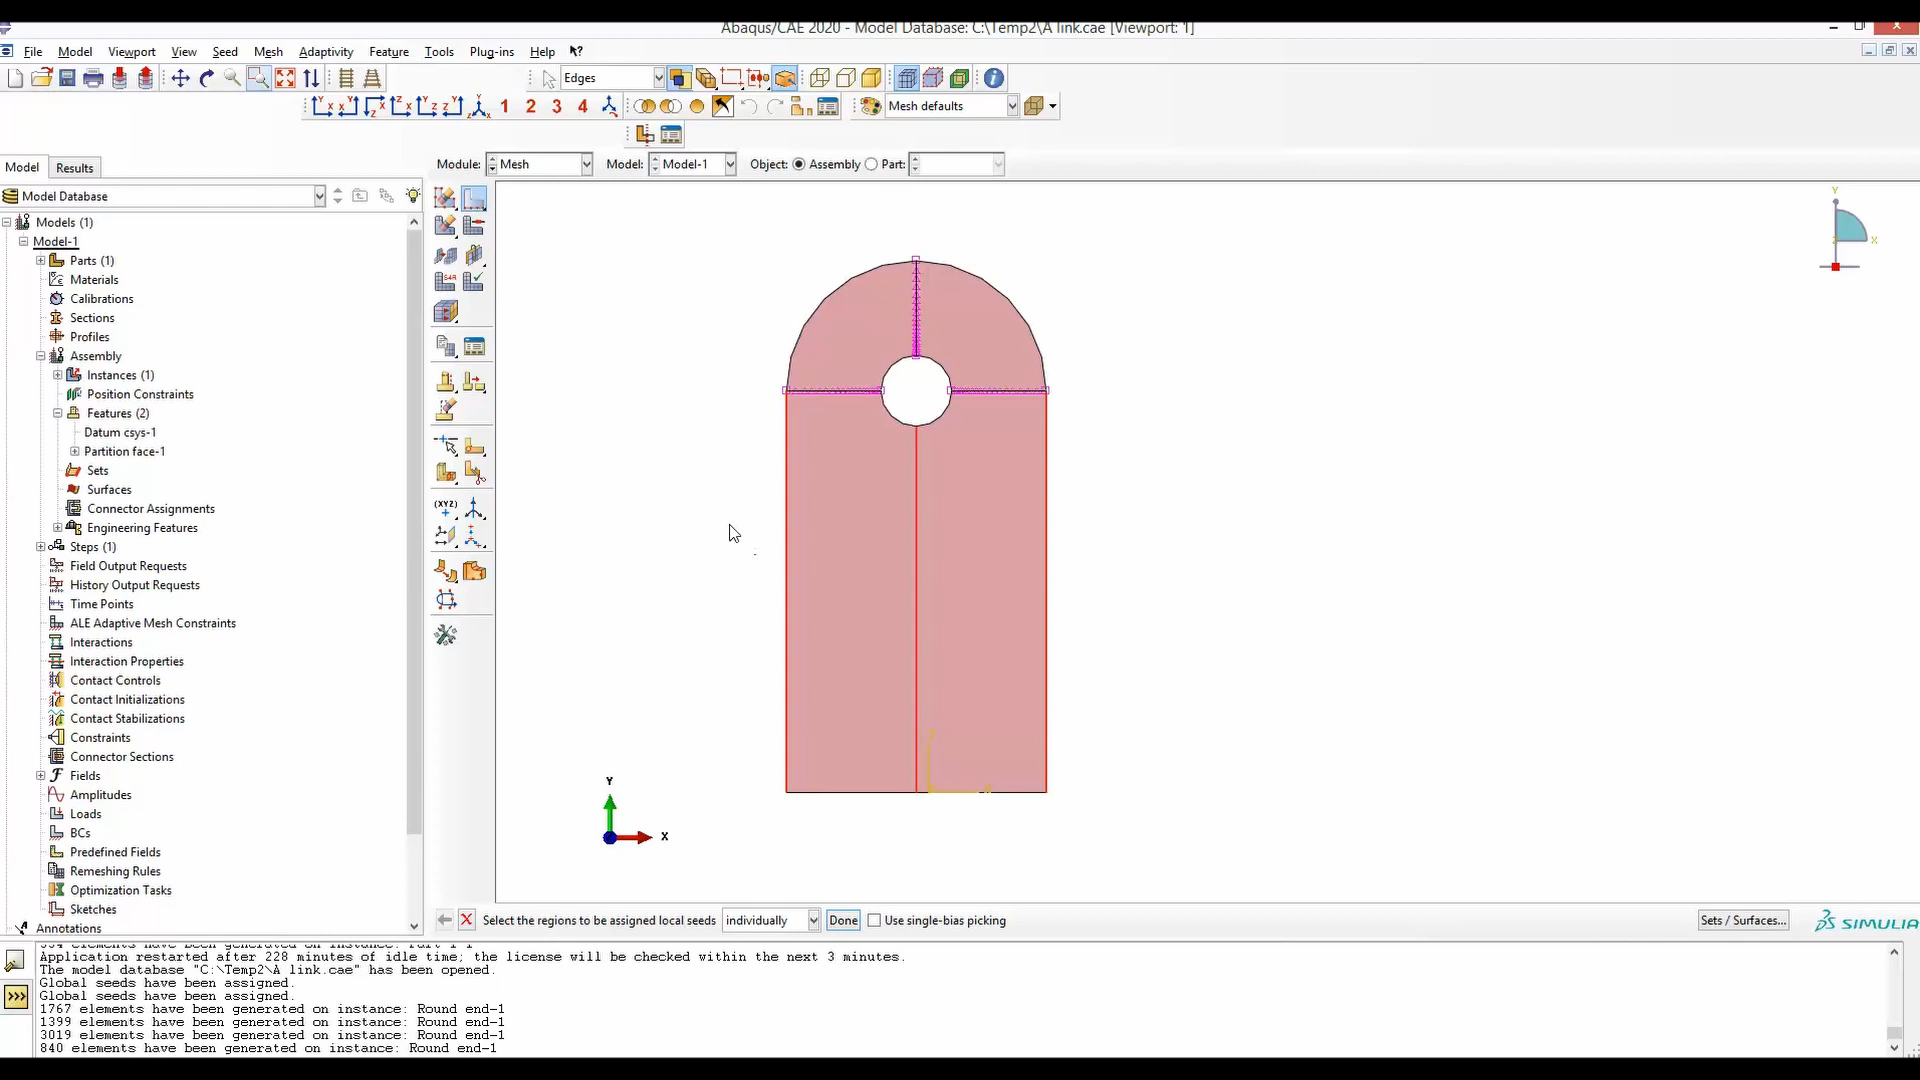 Abaqus/CAE 2020 - Model Database: C:\Temp2\A link.cae [Viewport: 1]
File Model Viewport View Seed Mesh Adaptivity Feature Tools Plug-ins Help
Edges
1 2 3 4 Mesh defaults
Model Results Module: Mesh Model: Model-1 Object: Assembly Part:
Model Database
Models (1)
Model-1
Parts (1)
Materials
Calibrations
Sections
Profiles
Assembly
Instances (1)
Position Constraints
Features (2)
Datum csys-1
Partition face-1
Sets
Surfaces
Connector Assignments
Engineering Features
Steps (1)
Field Output Requests
History Output Requests
Time Points
ALE Adaptive Mesh Constraints
Interactions
Interaction Properties
Contact Controls
Contact Initializations
Contact Stabilizations
Constraints
Connector Sections
Fields
Amplitudes
Loads
BCs
Predefined Fields
Remeshing Rules
Optimization Tasks
Sketches
Annotations
(XYZ)
Y
X
Y
X
Select the regions to be assigned local seeds individually Done Use single-bias picking Sets / Surfaces... SIMULIA
Application restarted after 228 minutes of idle time; the license will be checked within the next 3 minutes.
The model database "C:\Temp2\A link.cae" has been opened.
Global seeds have been assigned.
Global seeds have been assigned.
1767 elements have been generated on instance: Round end-1
1399 elements have been generated on instance: Round end-1
3019 elements have been generated on instance: Round end-1
840 elements have been generated on instance: Round end-1